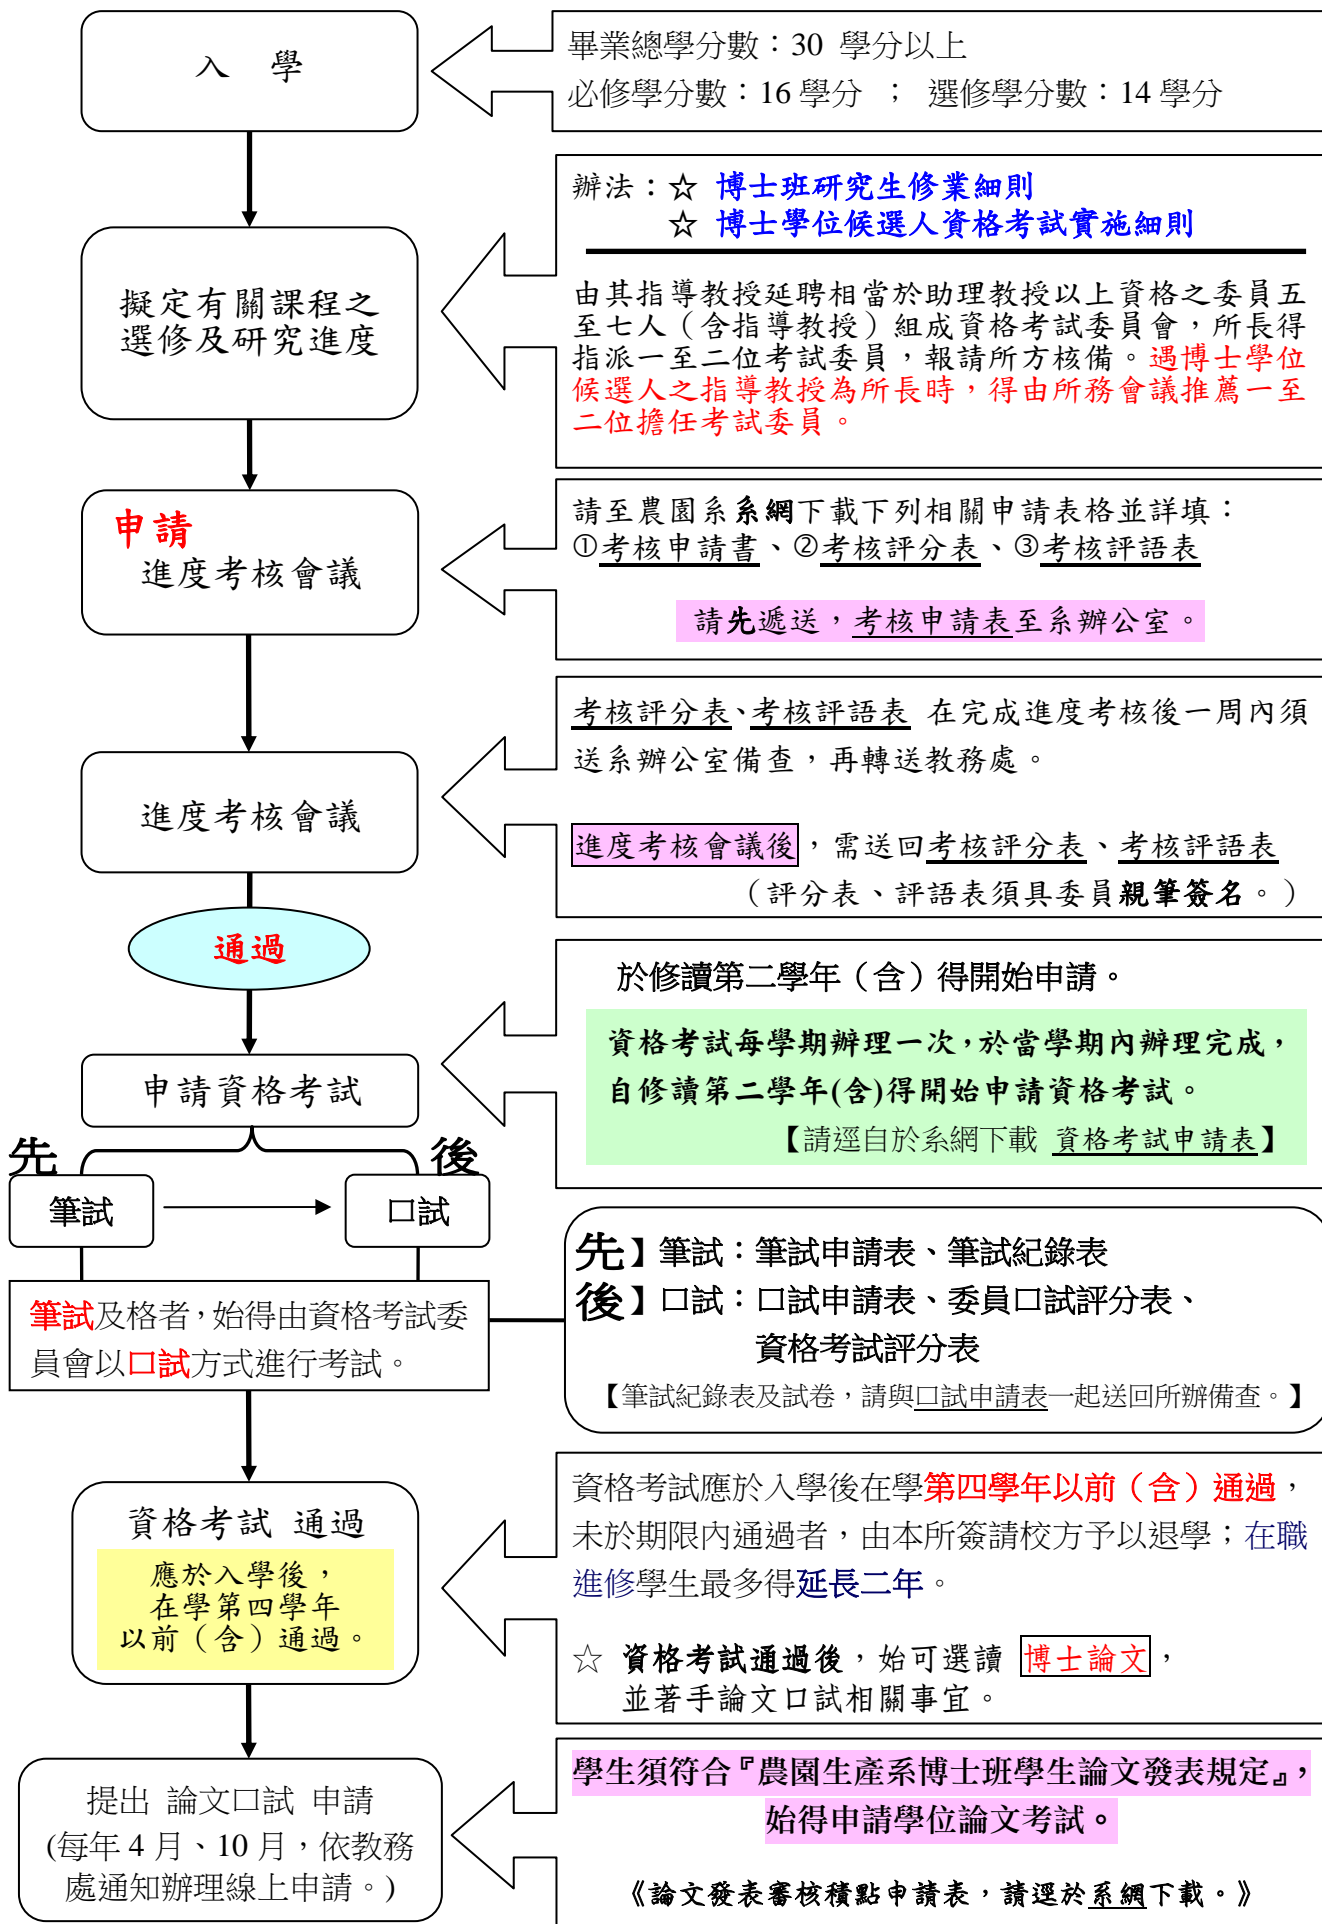 入　學
畢業總學分數：30 學分以上
必修學分數：16 學分 ； 選修學分數：14 學分
擬定有關課程之
選修及研究進度
辦法：☆ 博士班研究生修業細則
☆ 博士學位候選人資格考試實施細則
由其指導教授延聘相當於助理教授以上資格之委員五
至七人（含指導教授）組成資格考試委員會，所長得
指派一至二位考試委員，報請所方核備。遇博士學位
候選人之指導教授為所長時，得由所務會議推薦一至
二位擔任考試委員。
申請
進度考核會議
請至農園系系網下載下列相關申請表格並詳填：
①考核申請書、②考核評分表、③考核評語表
請先遞送，考核申請表至系辦公室。
進度考核會議
考核評分表、考核評語表 在完成進度考核後一周內須
送系辦公室備查，再轉送教務處。
進度考核會議後，需送回考核評分表、考核評語表
（評分表、評語表須具委員親筆簽名。）
通過
申請資格考試
於修讀第二學年（含）得開始申請。
資格考試每學期辦理一次，於當學期內辦理完成，
自修讀第二學年(含)得開始申請資格考試。
【請逕自於系網下載 資格考試申請表】
先
後
筆試
口試
筆試及格者，始得由資格考試委
員會以口試方式進行考試。
先】筆試：筆試申請表、筆試紀錄表
後】口試：口試申請表、委員口試評分表、
資格考試評分表
【筆試紀錄表及試卷，請與口試申請表一起送回所辦備查。】
資格考試 通過
應於入學後，
在學第四學年
以前（含）通過。
資格考試應於入學後在學第四學年以前（含）通過，
未於期限內通過者，由本所簽請校方予以退學；在職
進修學生最多得延長二年。
☆ 資格考試通過後，始可選讀 博士論文，
並著手論文口試相關事宜。
提出 論文口試 申請
(每年 4 月、10 月，依教務
處通知辦理線上申請。)
學生須符合『農園生產系博士班學生論文發表規定』，
始得申請學位論文考試。
《論文發表審核積點申請表，請逕於系網下載。》